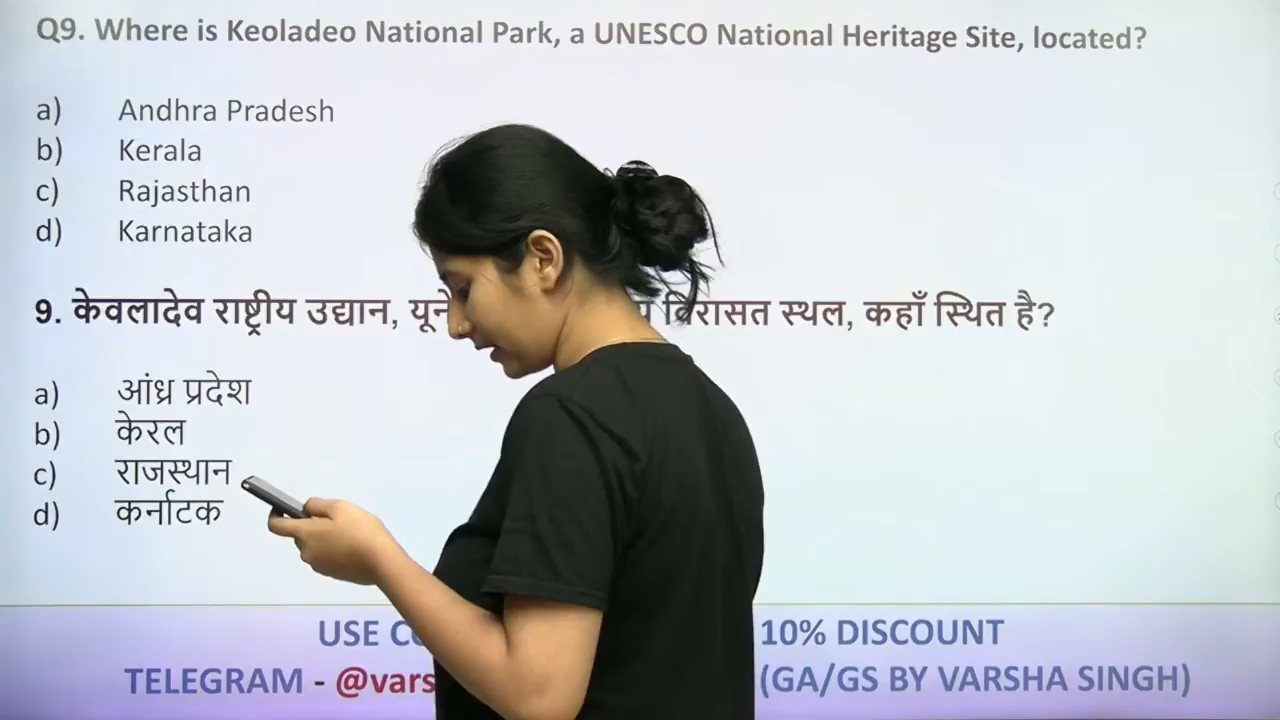 Q9. Where is Keoladeo National Park, a UNESCO National Heritage Site, located?
a) Andhra Pradesh
b) Kerala
c) Rajasthan
d) Karnataka
9. केवलादेव राष्ट्रीय उद्यान, विरासत स्थल, कहाँ स्थित है?
a) आंध्र प्रदेश
b) केरल
c) राजस्थान
d) कर्नाटक
USE 10% DISCOUNT
TELEGRAM - @vars (GA/GS BY VARSHA SINGH)